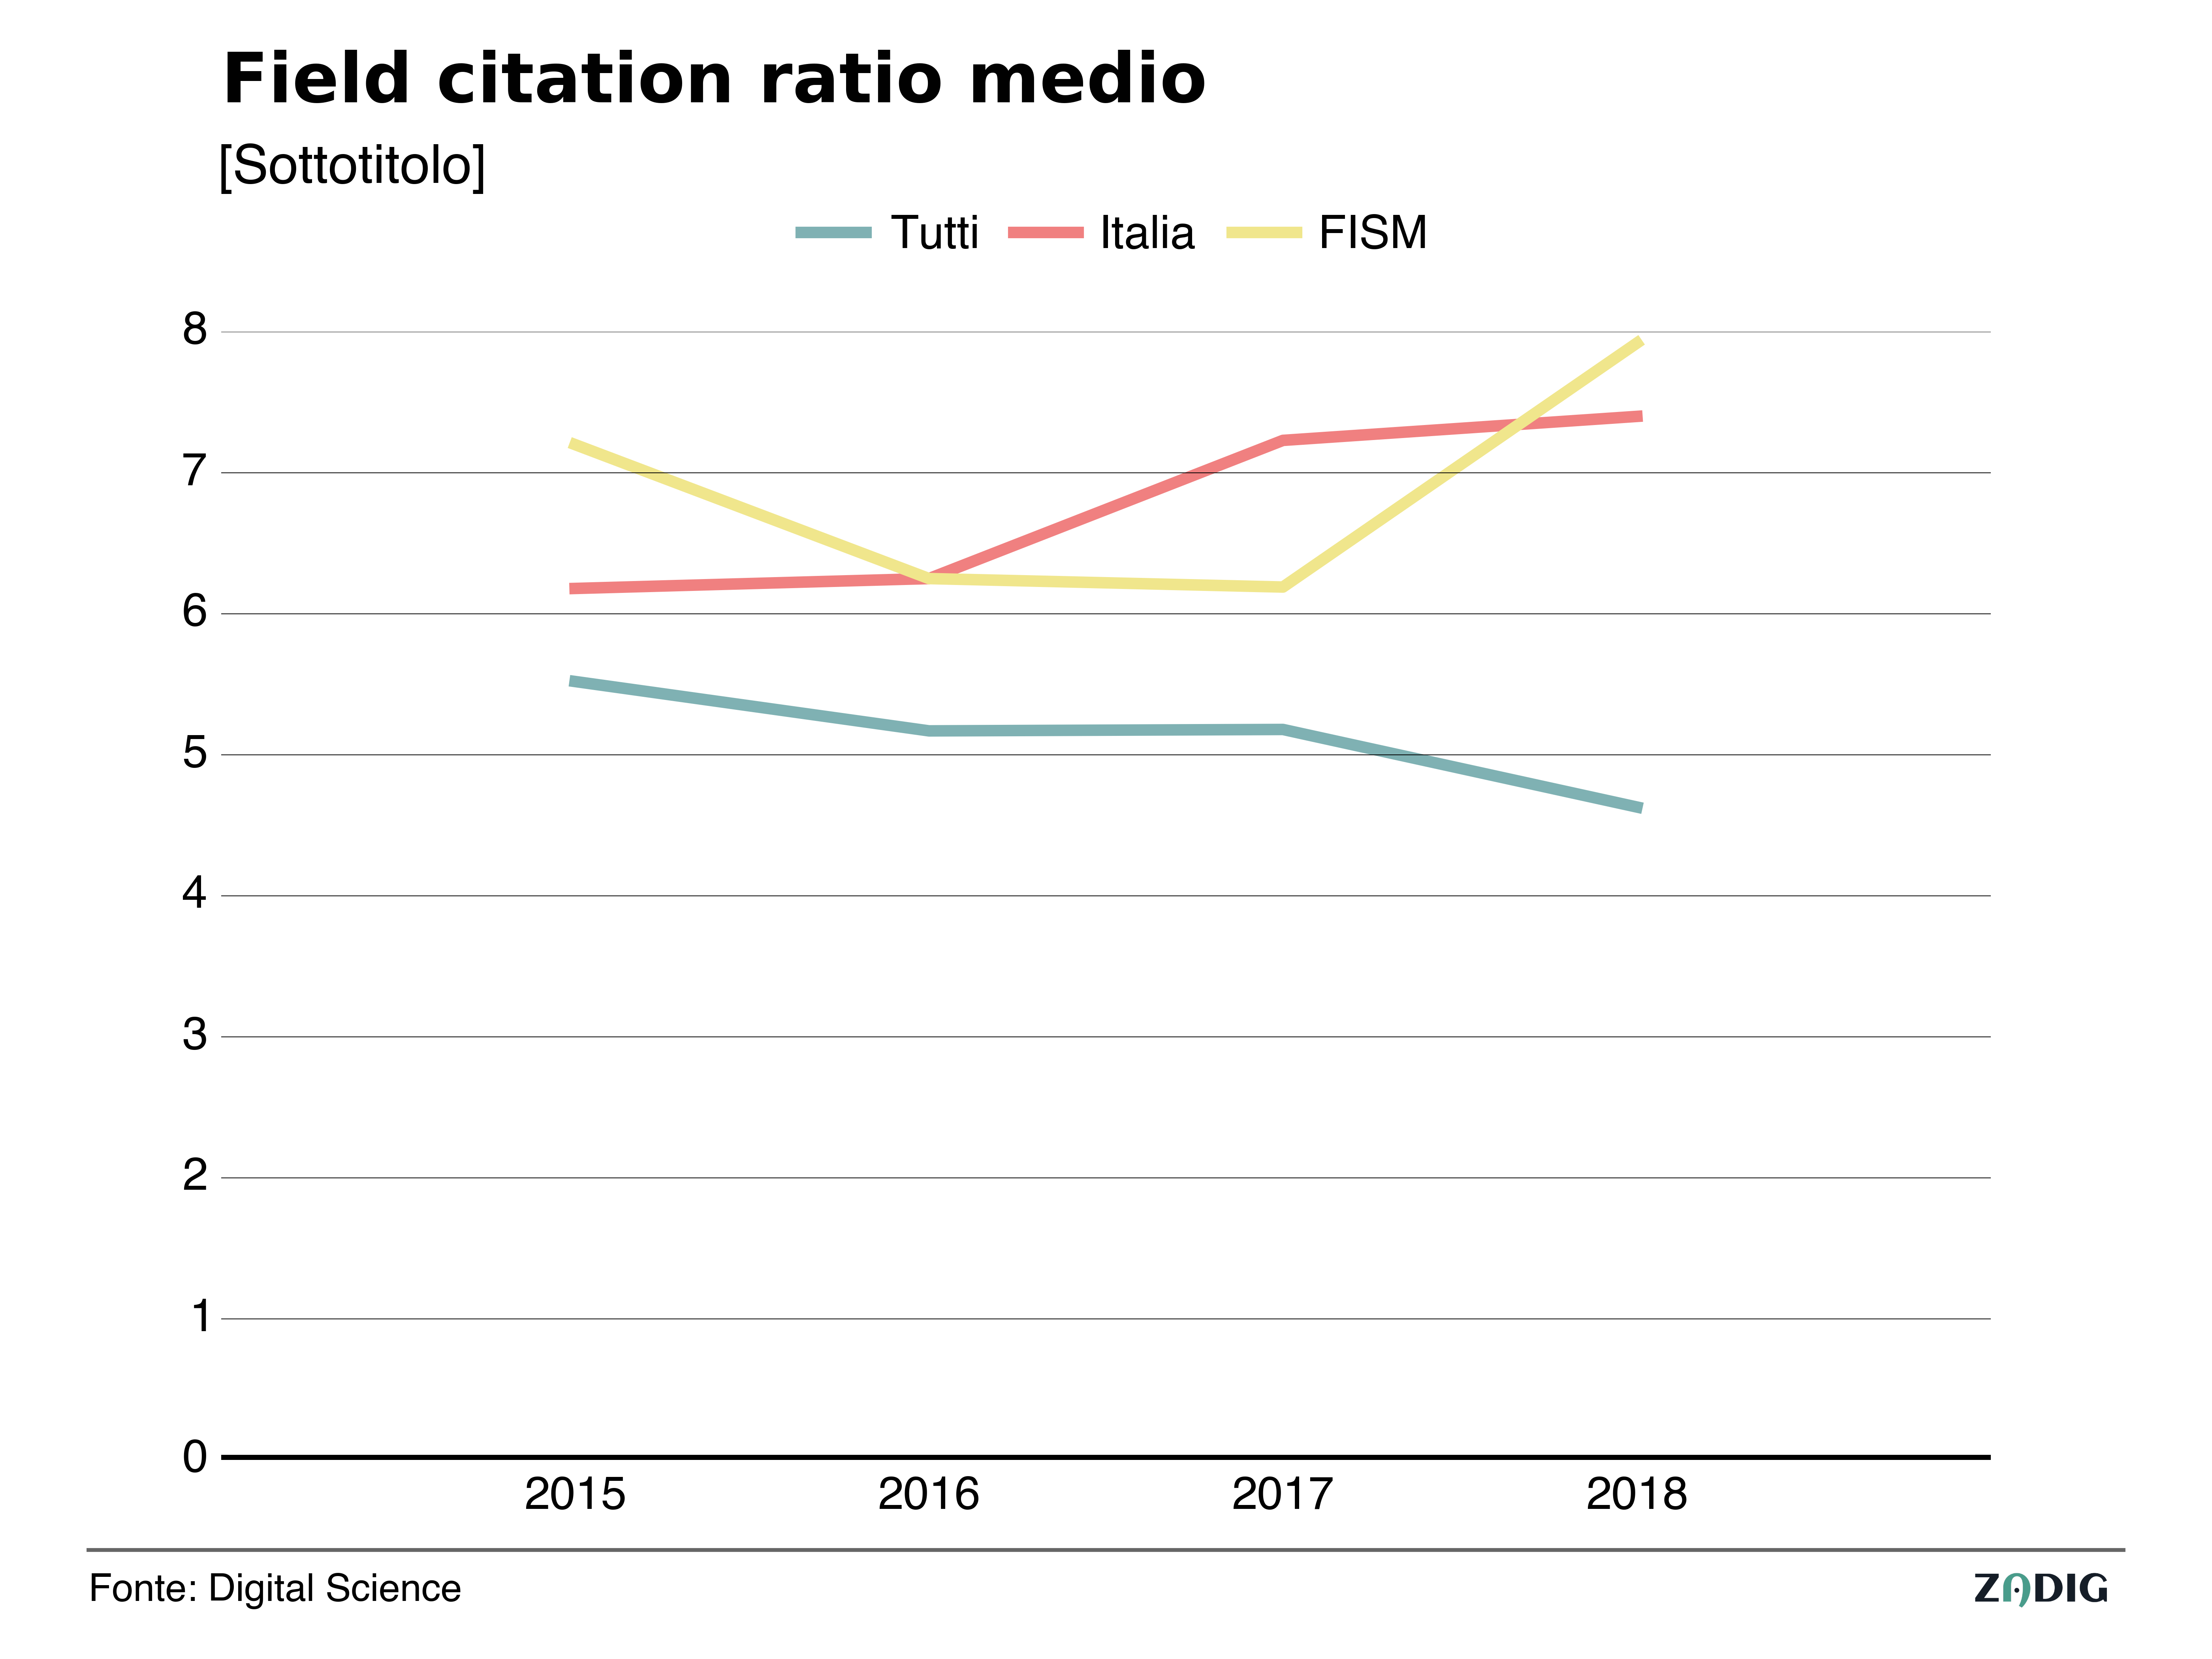 Field citation ratio medio
[Sottotitolo]
Tutti Italia FISM
8
7
6
5
4
3
2
1
0
2015 2016 2017 2018
Fonte: Digital Science
ZADIG